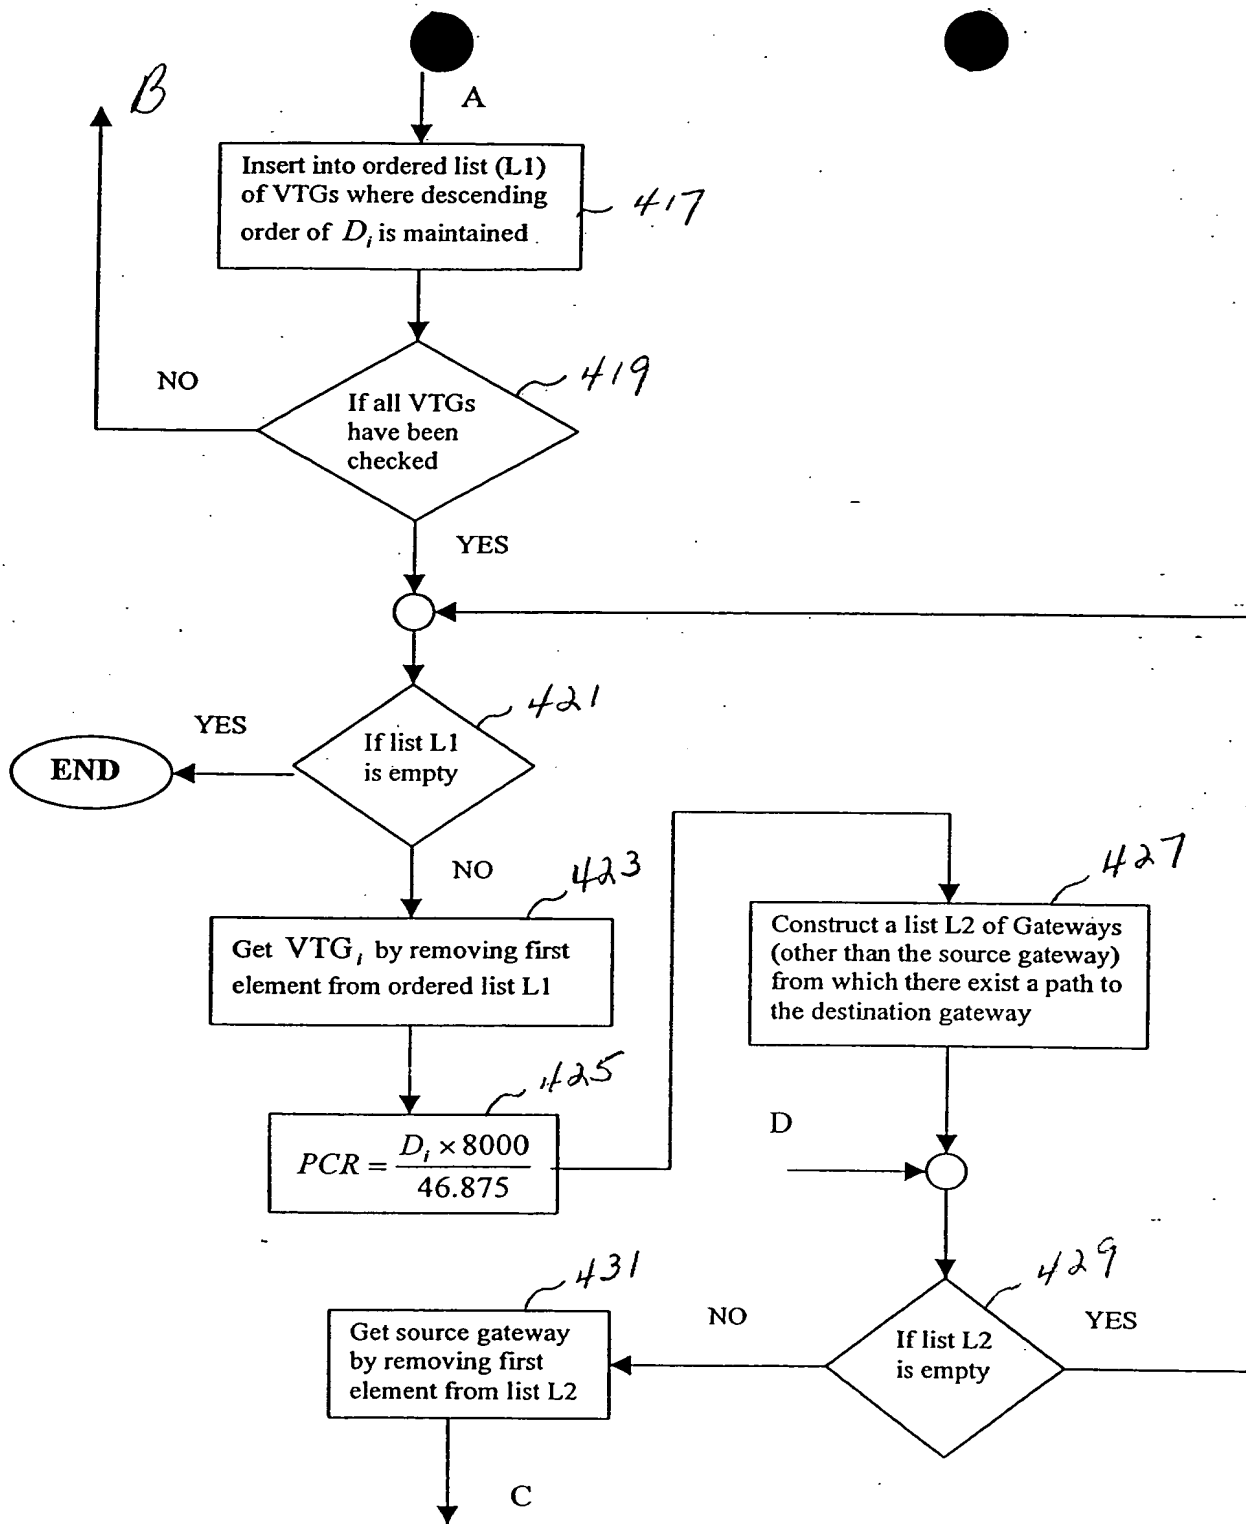 B
A
Insert into ordered list (L1)
of VTGs where descending
order of D_i is maintained
417
NO
419
If all VTGs
have been
checked
YES
421
YES
If list L1
is empty
END
NO
423
427
Get VTG_i by removing first
element from ordered list L1
Construct a list L2 of Gateways
(other than the source gateway)
from which there exist a path to
the destination gateway
425
PCR = D_i × 8000 / 46.875
D
431
429
NO
YES
Get source gateway
by removing first
element from list L2
If list L2
is empty
C